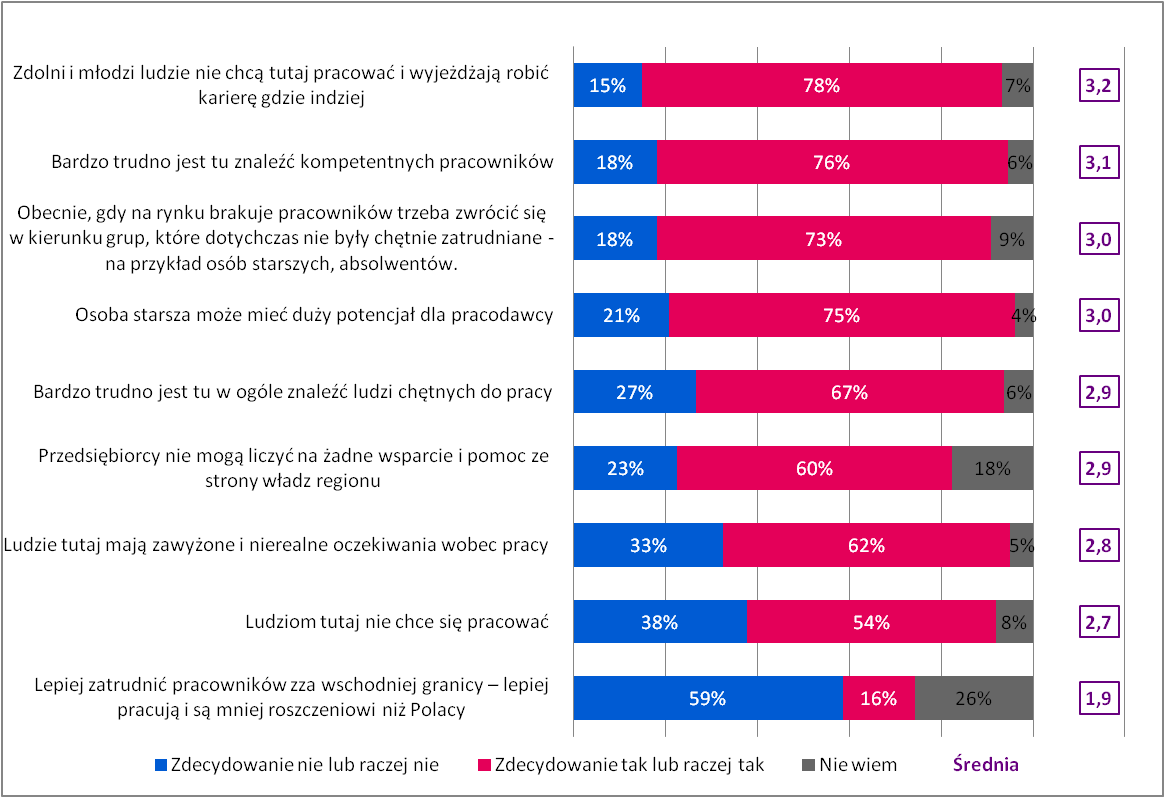 Zdolni i młodzi ludzie nie chcą tutaj pracować i wyjeżdżają robić
karierę gdzie indziej
15% 78% 7% 3,2
Bardzo trudno jest tu znaleźć kompetentnych pracowników
18% 76% 6% 3,1
Obecnie, gdy na rynku brakuje pracowników trzeba zwrócić się
w kierunku grup, które dotychczas nie były chętnie zatrudniane -
na przykład osób starszych, absolwentów.
18% 73% 9% 3,0
Osoba starsza może mieć duży potencjał dla pracodawcy
21% 75% 4% 3,0
Bardzo trudno jest tu w ogóle znaleźć ludzi chętnych do pracy
27% 67% 6% 2,9
Przedsiębiorcy nie mogą liczyć na żadne wsparcie i pomoc ze
strony władz regionu
23% 60% 18% 2,9
Ludzie tutaj mają zawyżone i nierealne oczekiwania wobec pracy
33% 62% 5% 2,8
Ludziom tutaj nie chce się pracować
38% 54% 8% 2,7
Lepiej zatrudnić pracowników zza wschodniej granicy – lepiej
pracują i są mniej roszczeniowi niż Polacy
59% 16% 26% 1,9
Zdecydowanie nie lub raczej nie Zdecydowanie tak lub raczej tak Nie wiem Średnia